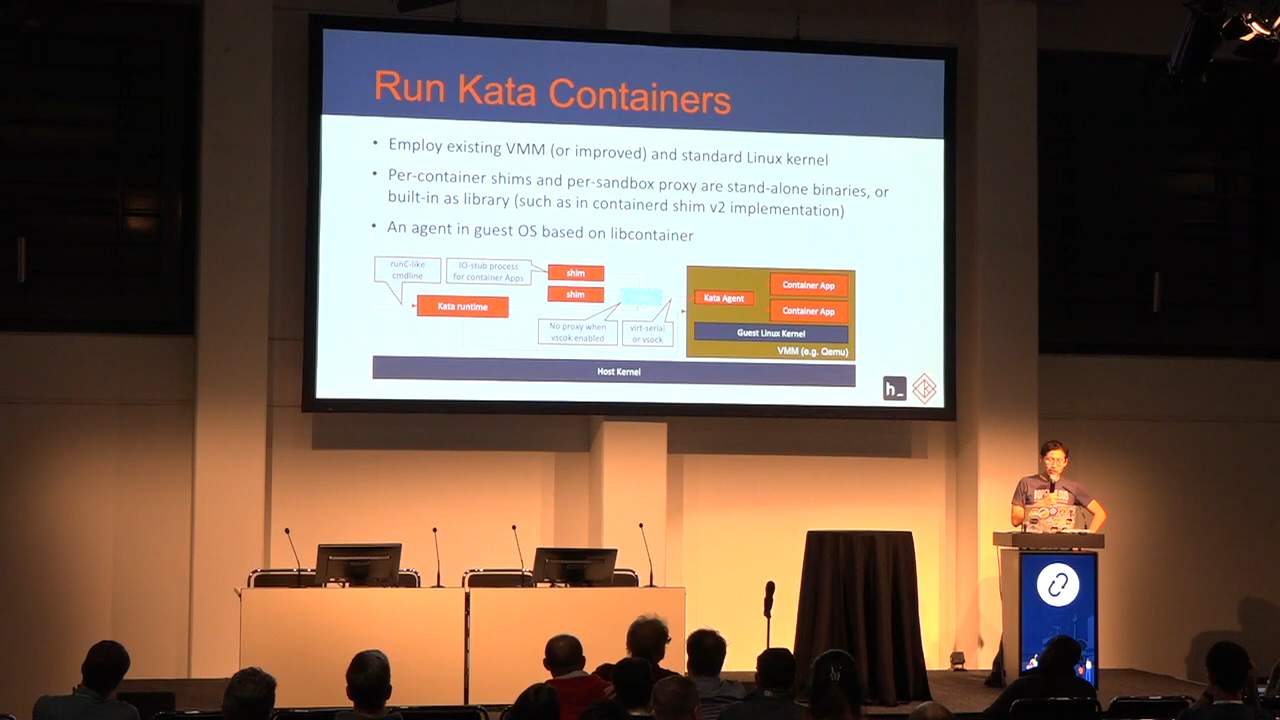 Run Kata Containers
• Employ existing VMM (or improved) and standard Linux kernel
• Per-container shims and per-sandbox proxy are stand-alone binaries, or
built-in as library (such as in containerd shim v2 implementation)
• An agent in guest OS based on libcontainer
runC-like
cmdline
IO-stub process
for container Apps
shim
shim
Kata runtime
No proxy when
vscok enabled
virt-serial
or vsock
Kata Agent
Container App
Container App
Guest Linux Kernel
VMM (e.g. Qemu)
Host Kernel
h_